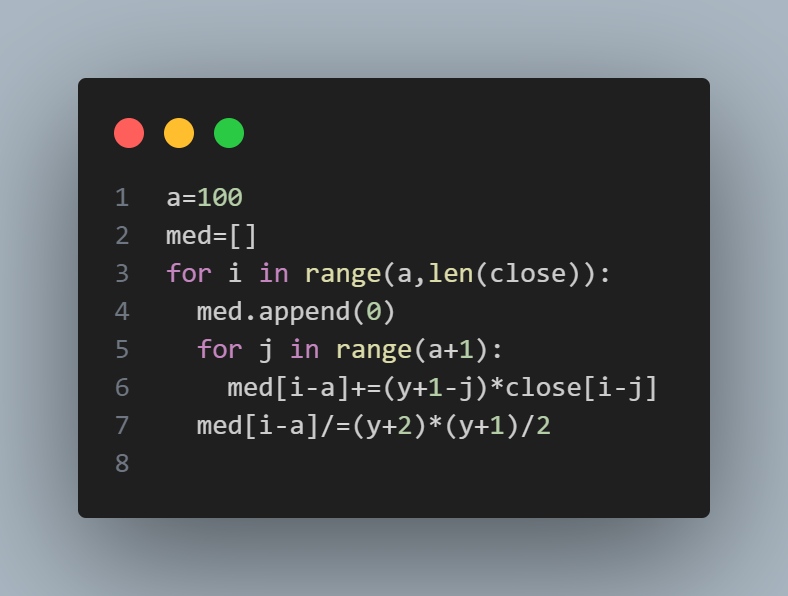 1 a=100
2 med=[]
3 for i in range(a,len(close)):
4   med.append(0)
5   for j in range(a+1):
6     med[i-a]+=(y+1-j)*close[i-j]
7   med[i-a]/=(y+2)*(y+1)/2
8